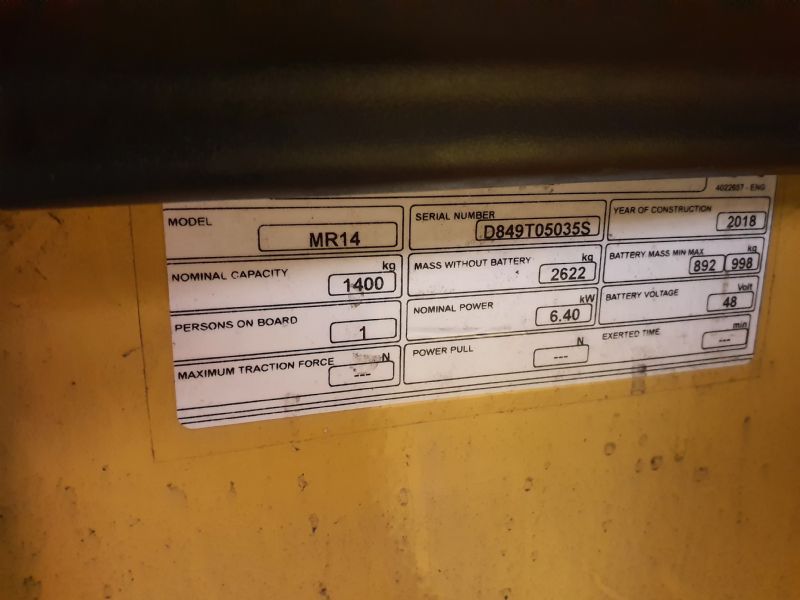 4022657 - ENG
MODEL MR14 SERIAL NUMBER D849T05035S YEAR OF CONSTRUCTION 2018
NOMINAL CAPACITY kg 1400 MASS WITHOUT BATTERY kg 2622 BATTERY MASS MIN MAX kg 892 998
PERSONS ON BOARD 1 NOMINAL POWER kW 6.40 BATTERY VOLTAGE Volt 48
MAXIMUM TRACTION FORCE N --- POWER PULL N --- EXERTED TIME min ---